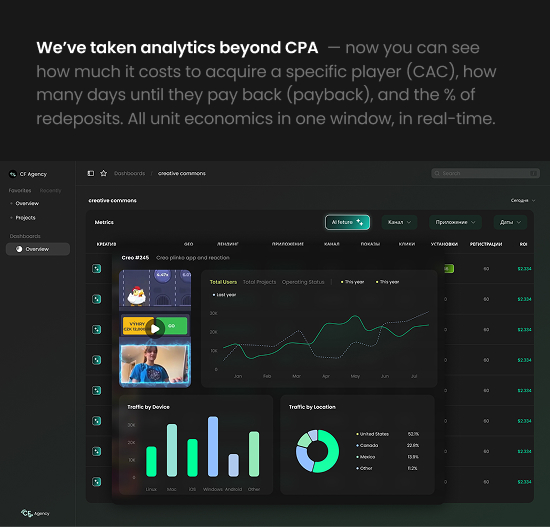 We've taken analytics beyond CPA — now you can see
how much it costs to acquire a specific player (CAC), how
many days until they pay back (payback), and the % of
redeposits. All unit economics in one window, in real-time.
CF Agency
Dashboards / creative commons
Search
Favorites Recently
Overview
Projects
Dashboards
Overview
creative commons
Сегодня
Metrics
AI feture
Канал
Приложение
Даты
КРЕАТИВ ГЕО ЛЕНДИНГ ПРИЛОЖЕНИЕ КАНАЛ ПОКАЗЫ КЛИКИ УСТАНОВКИ РЕГИСТРАЦИИ ROI
Creo #245 Creo plinko app and reaction
60 $2.334
60 $2.334
60 $2.334
60 $2.334
60 $2.334
60 $2.334
60 $2.334
60 $2.334
VÝHRY
GO
Total Users Total Projects Operating Status This year This year
Last year
30K
20K
10K
0
Jan Feb Mar Apr May Jun Jul
Traffic by Device
30K
20K
10K
0
Linux Mac iOS Windows Android Other
Traffic by Location
United States 52.1%
Canada 22.8%
Mexico 13.9%
Other 11.2%
CF Agency